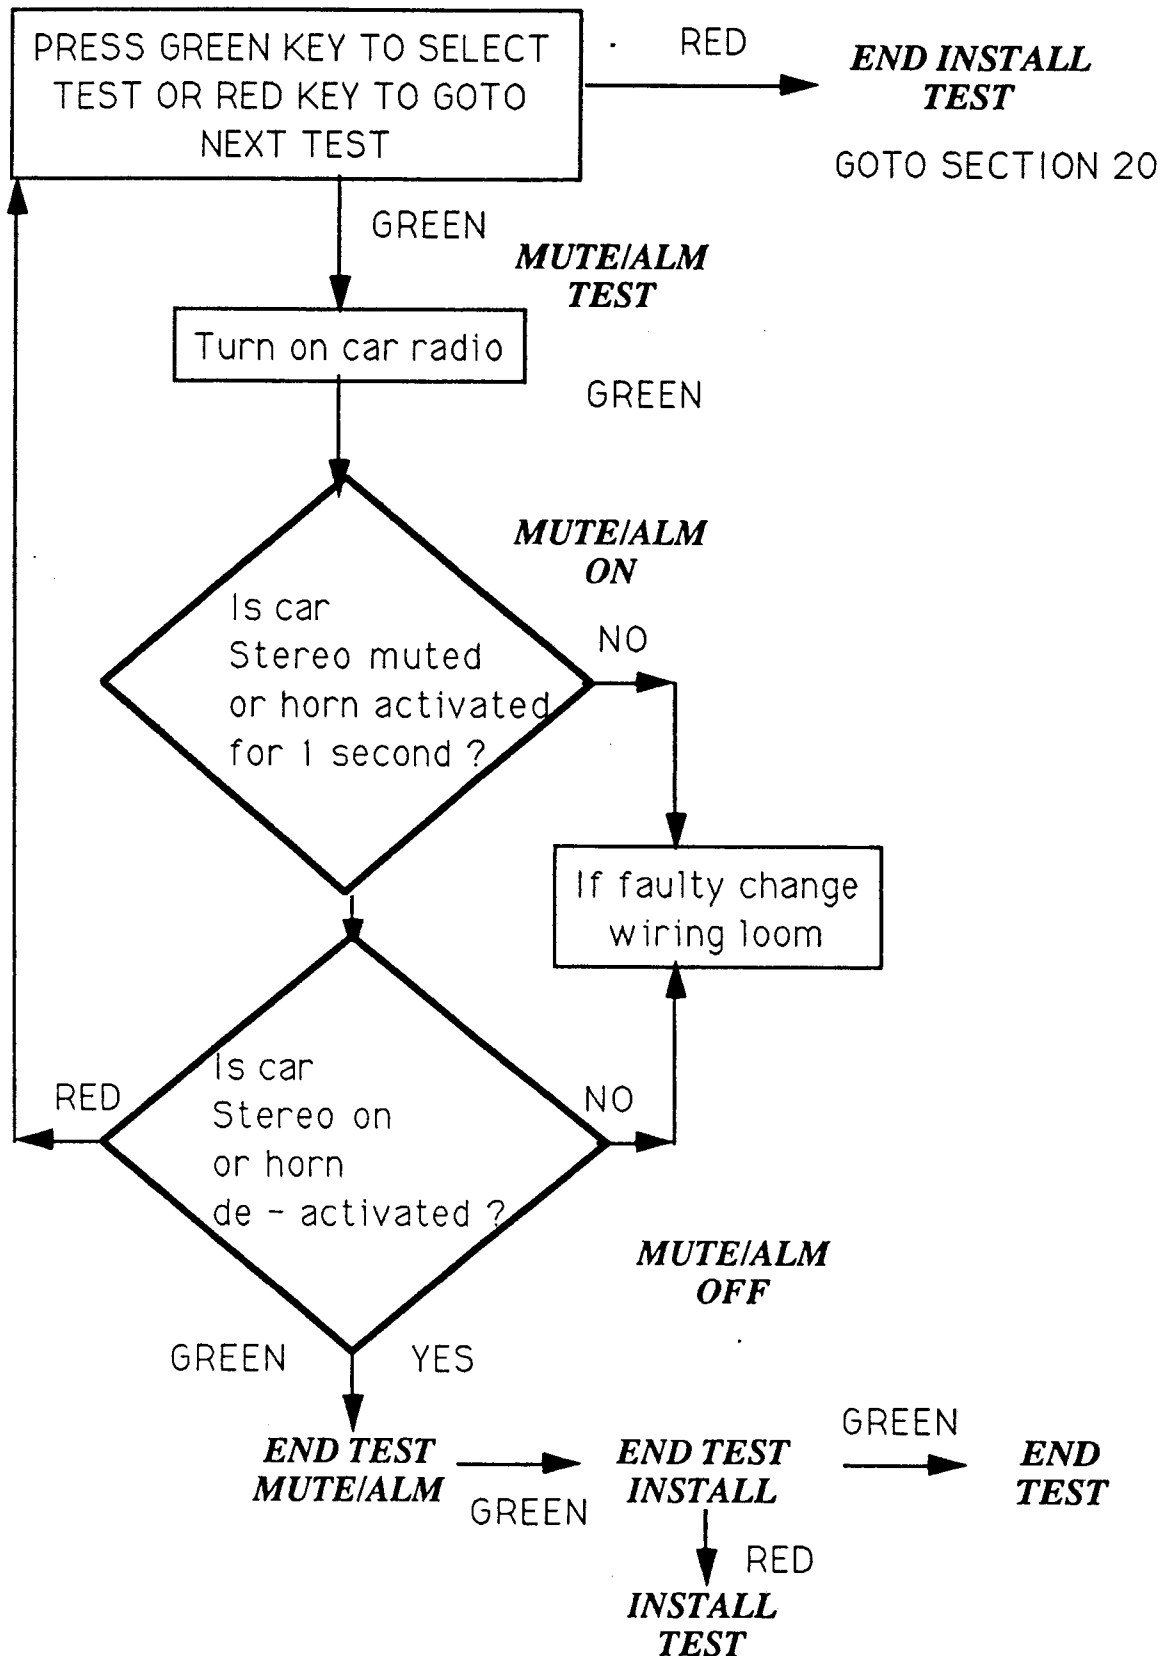 PRESS GREEN KEY TO SELECT
TEST OR RED KEY TO GOTO
NEXT TEST
RED
END INSTALL
TEST
GOTO SECTION 20
GREEN
MUTE/ALM
TEST
Turn on car radio
GREEN
MUTE/ALM
ON
Is car
Stereo muted
or horn activated
for 1 second ?
NO
If faulty change
wiring loom
RED
Is car
Stereo on
or horn
de - activated ?
NO
MUTE/ALM
OFF
GREEN
YES
END TEST
MUTE/ALM
GREEN
END TEST
INSTALL
GREEN
END
TEST
RED
INSTALL
TEST